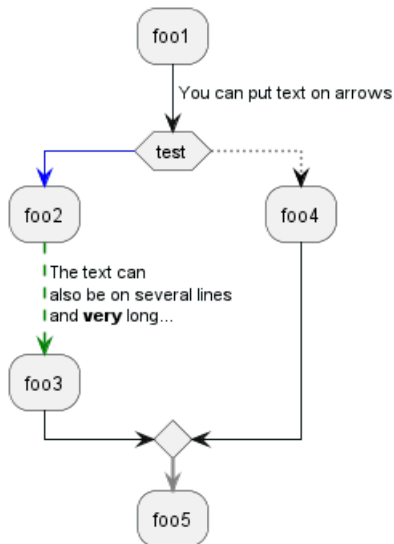 foo1
You can put text on arrows
test
foo2
foo4
The text can
also be on several lines
and very long...
foo3
foo5